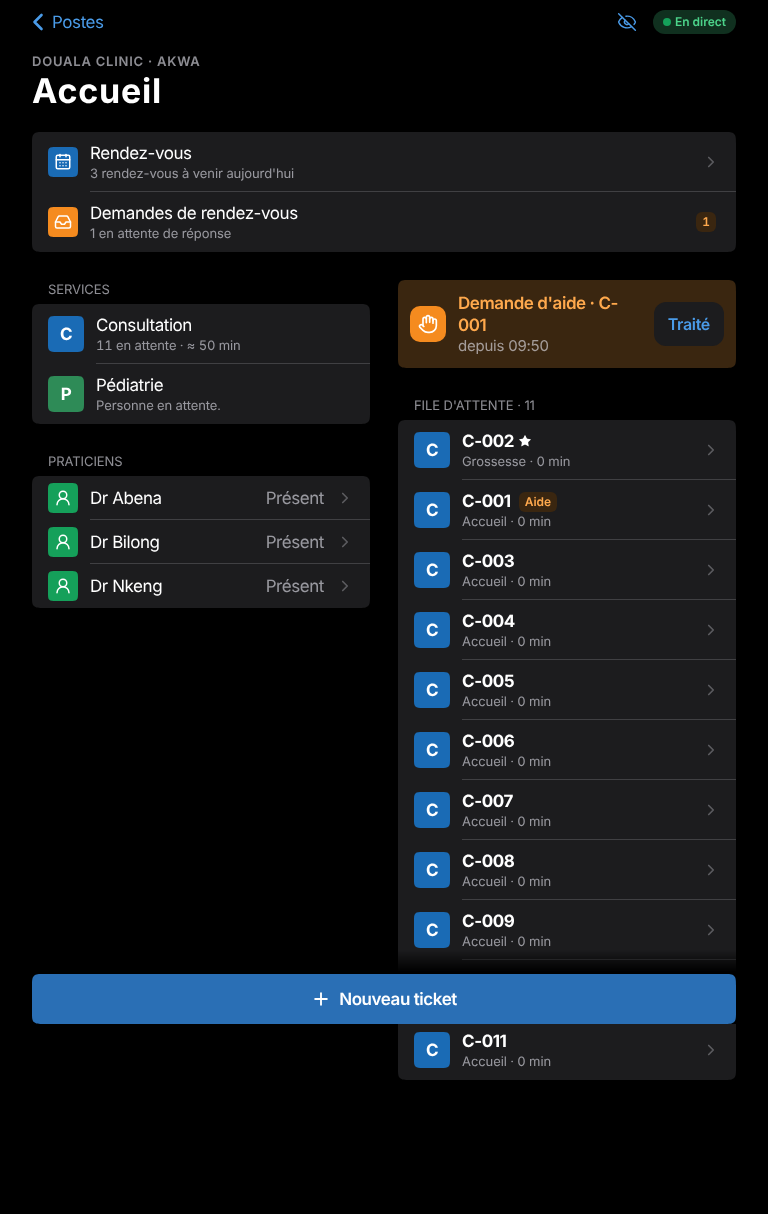 Postes
En direct
DOUALA CLINIC · AKWA
Accueil
Rendez-vous
3 rendez-vous à venir aujourd'hui
Demandes de rendez-vous
1 en attente de réponse
1
SERVICES
C
Consultation
11 en attente · ≈ 50 min
P
Pédiatrie
Personne en attente.
PRATICIENS
Dr Abena
Présent
Dr Bilong
Présent
Dr Nkeng
Présent
Demande d'aide · C-
001
depuis 09:50
Traité
FILE D'ATTENTE · 11
C
C-002 ★
Grossesse · 0 min
C
C-001 Aide
Accueil · 0 min
C
C-003
Accueil · 0 min
C
C-004
Accueil · 0 min
C
C-005
Accueil · 0 min
C
C-006
Accueil · 0 min
C
C-007
Accueil · 0 min
C
C-008
Accueil · 0 min
C
C-009
Accueil · 0 min
+ Nouveau ticket
C
C-011
Accueil · 0 min